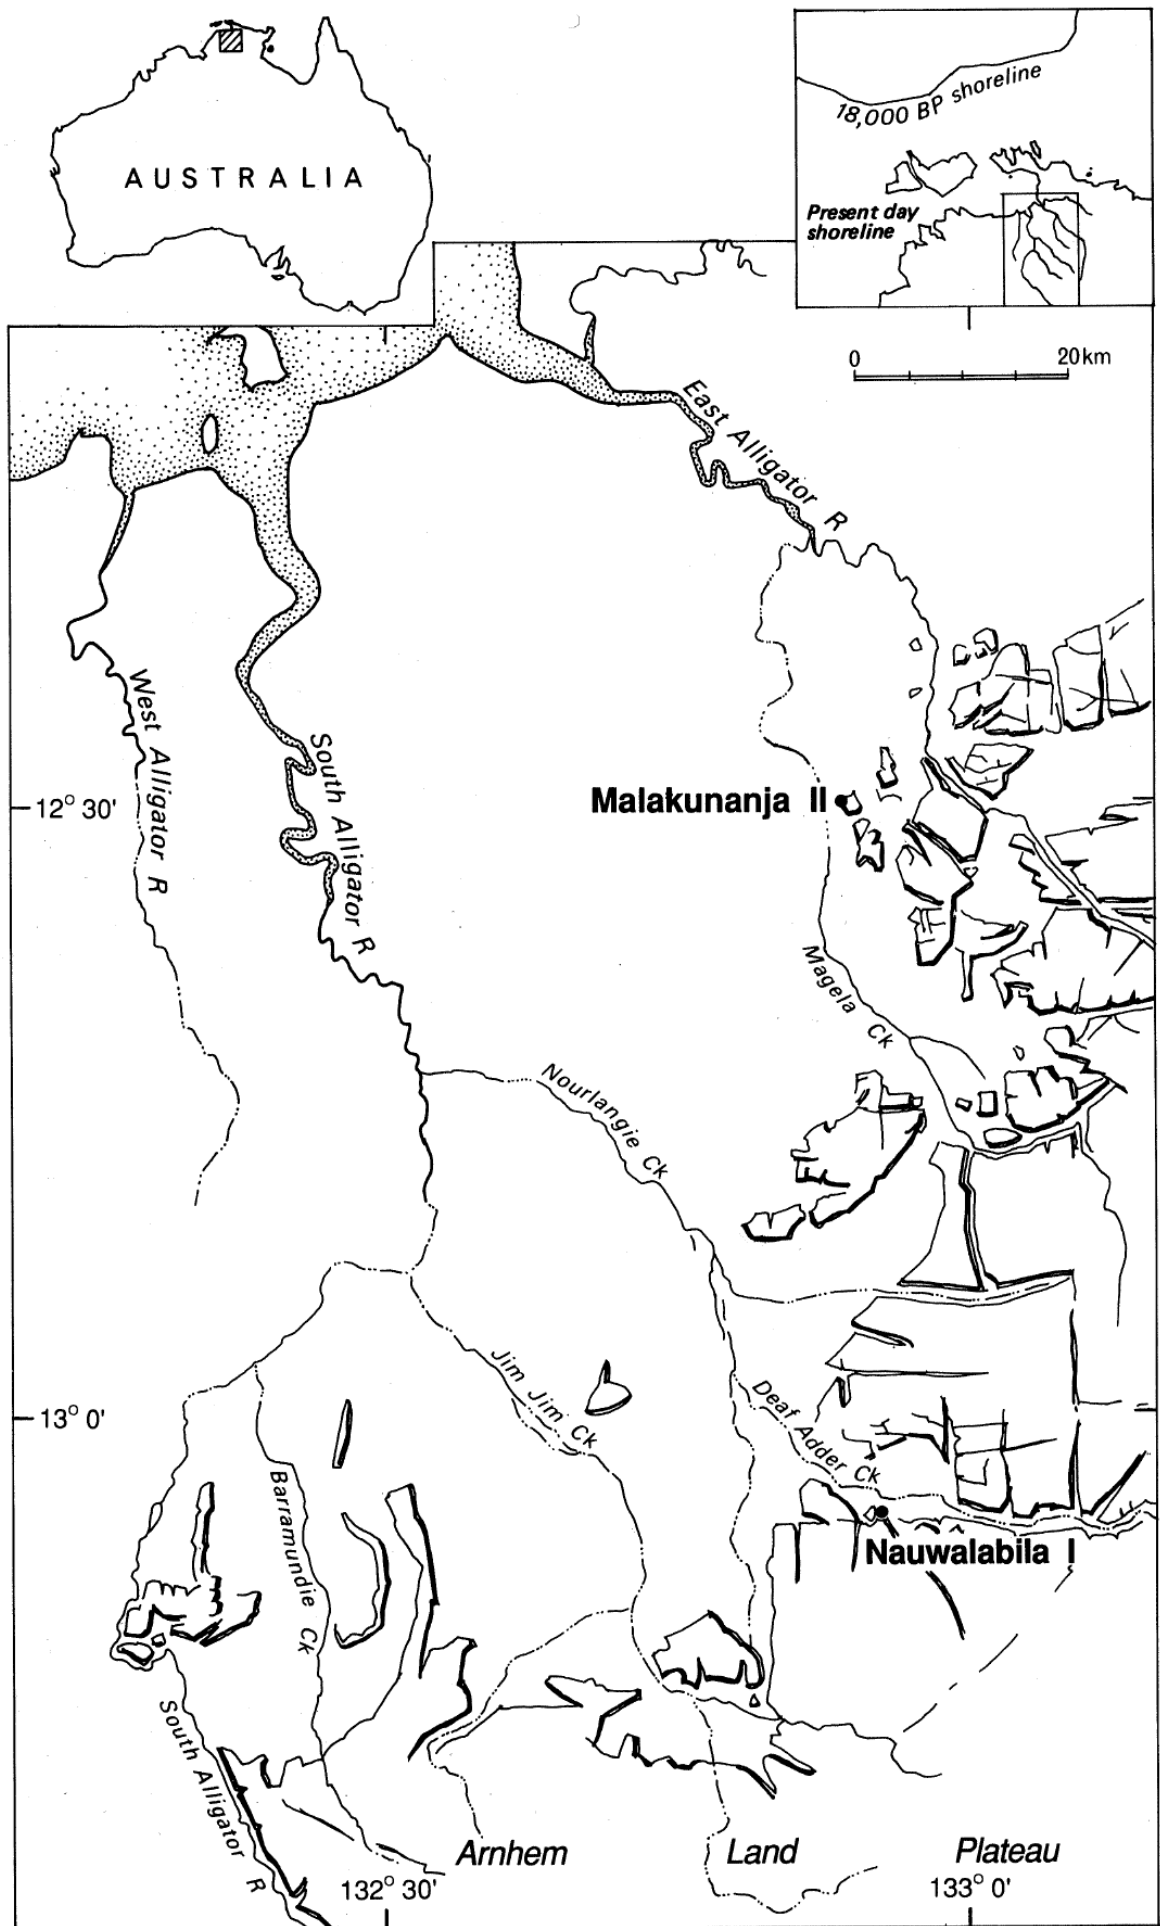 AUSTRALIA
18,000 BP shoreline
Present day
shoreline
0 20 km
East Alligator R
West Alligator R
South Alligator R
12° 30'
Malakunanja II
Magela Ck
Nourlangie Ck
Jim Jim Ck
13° 0'
Deaf Adder Ck
Barramundie Ck
Nauwalabila I
South Alligator R
Arnhem Land Plateau
132° 30'
133° 0'